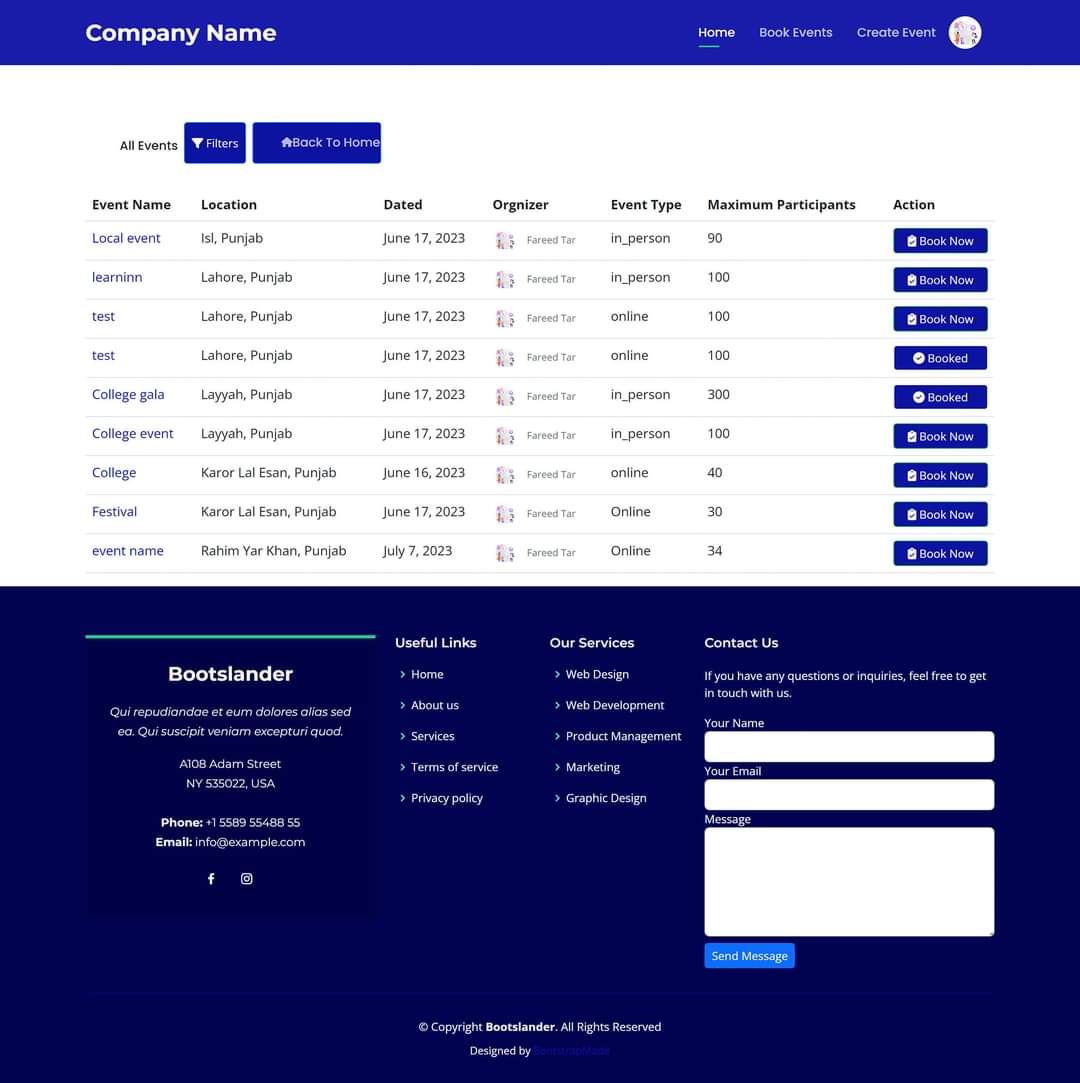 Company Name
Home Book Events Create Event
All Events Filters Back To Home
Event Name Location Dated Orgnizer Event Type Maximum Participants Action
Local event Isl, Punjab June 17, 2023 Fareed Tar in_person 90 Book Now
learninn Lahore, Punjab June 17, 2023 Fareed Tar in_person 100 Book Now
test Lahore, Punjab June 17, 2023 Fareed Tar online 100 Book Now
test Lahore, Punjab June 17, 2023 Fareed Tar online 100 Booked
College gala Layyah, Punjab June 17, 2023 Fareed Tar in_person 300 Booked
College event Layyah, Punjab June 17, 2023 Fareed Tar in_person 100 Book Now
College Karor Lal Esan, Punjab June 16, 2023 Fareed Tar online 40 Book Now
Festival Karor Lal Esan, Punjab June 17, 2023 Fareed Tar Online 30 Book Now
event name Rahim Yar Khan, Punjab July 7, 2023 Fareed Tar Online 34 Book Now
Bootslander
Qui repudiandae et eum dolores alias sed
ea. Qui suscipit veniam excepturi quod.
A108 Adam Street
NY 535022, USA
Phone: +1 5589 55488 55
Email: info@example.com
Useful Links
Home
About us
Services
Terms of service
Privacy policy
Our Services
Web Design
Web Development
Product Management
Marketing
Graphic Design
Contact Us
If you have any questions or inquiries, feel free to get
in touch with us.
Your Name
Your Email
Message
Send Message
© Copyright Bootslander. All Rights Reserved
Designed by BootstrapMade